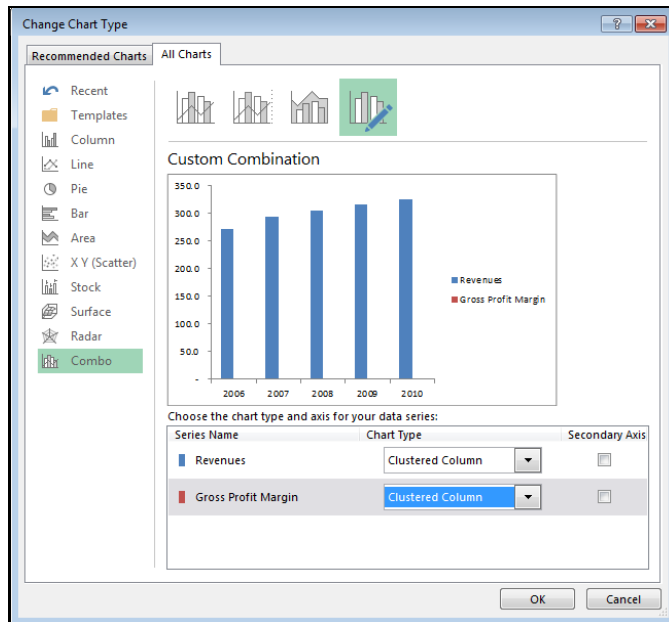 Change Chart Type
Recommended Charts
All Charts
Recent
Templates
Column
Line
Pie
Bar
Area
X Y (Scatter)
Stock
Surface
Radar
Combo
Custom Combination
350.0
300.0
250.0
200.0
150.0
100.0
50.0
-
2006 2007 2008 2009 2010
Revenues
Gross Profit Margin
Choose the chart type and axis for your data series:
Series Name Chart Type Secondary Axis
Revenues Clustered Column
Gross Profit Margin Clustered Column
OK Cancel